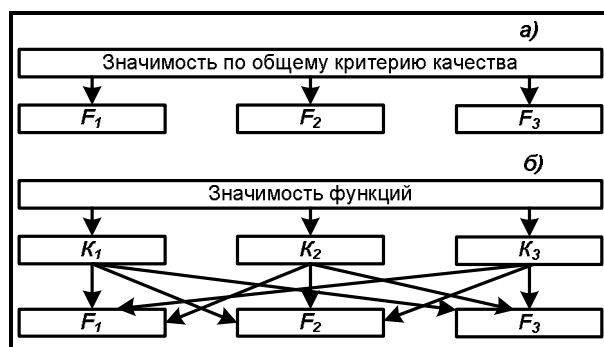 а)
Значимость по общему критерию качества
F1 F2 F3
б)
Значимость функций
К1 К2 К3
F1 F2 F3